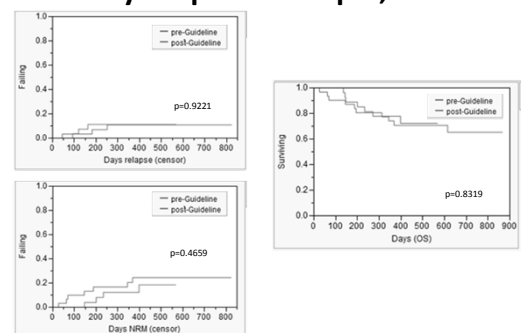 1.0
0.8
0.6
0.4
0.2
0.0
Failing
pre-Guideline
post-Guideline
p=0.9221
0 100 200 300 400 500 600 700 800
Days relapse (censor)
1.0
0.8
0.6
0.4
0.2
0.0
Failing
pre-Guideline
post-Guideline
p=0.4659
0 100 200 300 400 500 600 700 800
Days NRM (censor)
1.0
0.8
0.6
0.4
0.2
0.0
Surviving
pre-Guideline
post-Guideline
p=0.8319
0 100 200 300 400 500 600 700 800 900
Days (OS)